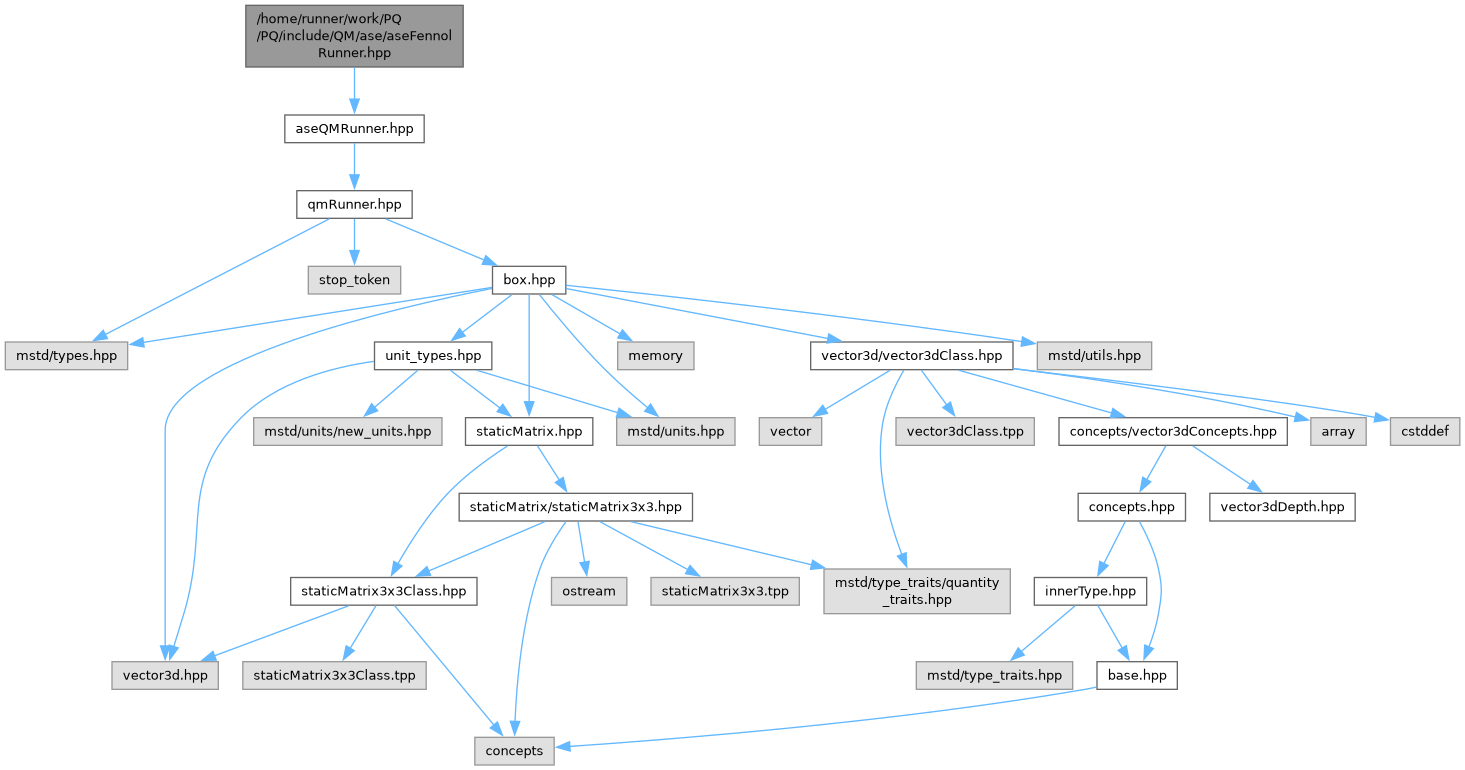 /home/runner/work/PQ
/PQ/include/QM/ase/aseFennol
Runner.hpp
aseQMRunner.hpp
qmRunner.hpp
stop_token
box.hpp
mstd/types.hpp
unit_types.hpp
memory
vector3d/vector3dClass.hpp
mstd/utils.hpp
mstd/units/new_units.hpp
staticMatrix.hpp
mstd/units.hpp
vector
vector3dClass.tpp
concepts/vector3dConcepts.hpp
array
cstddef
staticMatrix/staticMatrix3x3.hpp
concepts.hpp
vector3dDepth.hpp
staticMatrix3x3Class.hpp
ostream
staticMatrix3x3.tpp
mstd/type_traits/quantity
_traits.hpp
innerType.hpp
vector3d.hpp
staticMatrix3x3Class.tpp
mstd/type_traits.hpp
base.hpp
concepts